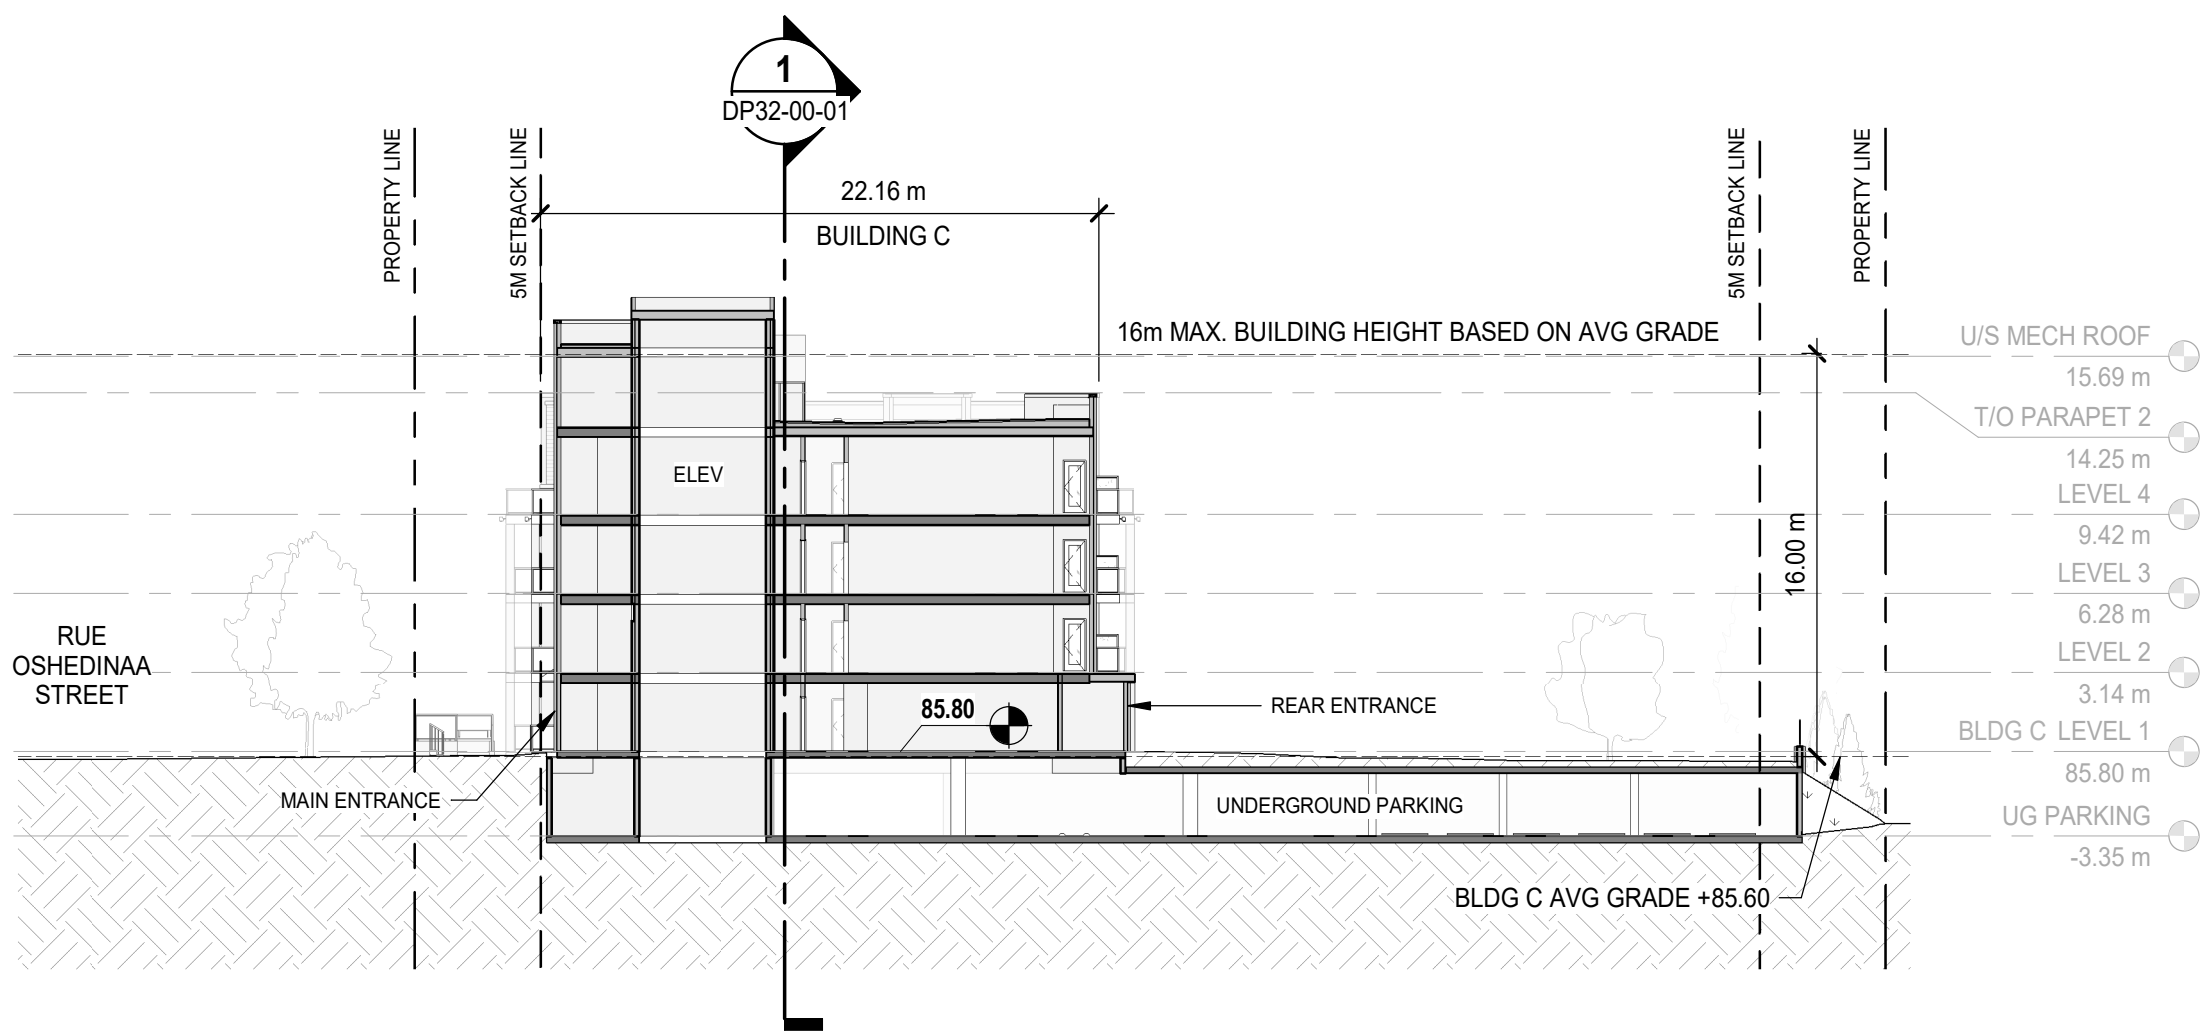 1
DP32-00-01
PROPERTY LINE
5M SETBACK LINE
22.16 m
BUILDING C
5M SETBACK LINE
PROPERTY LINE
16m MAX. BUILDING HEIGHT BASED ON AVG GRADE
U/S MECH ROOF
15.69 m
T/O PARAPET 2
14.25 m
ELEV
LEVEL 4
9.42 m
16.00 m
LEVEL 3
6.28 m
RUE
OSHEDINAA
STREET
LEVEL 2
3.14 m
85.80
REAR ENTRANCE
BLDG C LEVEL 1
85.80 m
MAIN ENTRANCE
UNDERGROUND PARKING
UG PARKING
-3.35 m
BLDG C AVG GRADE +85.60